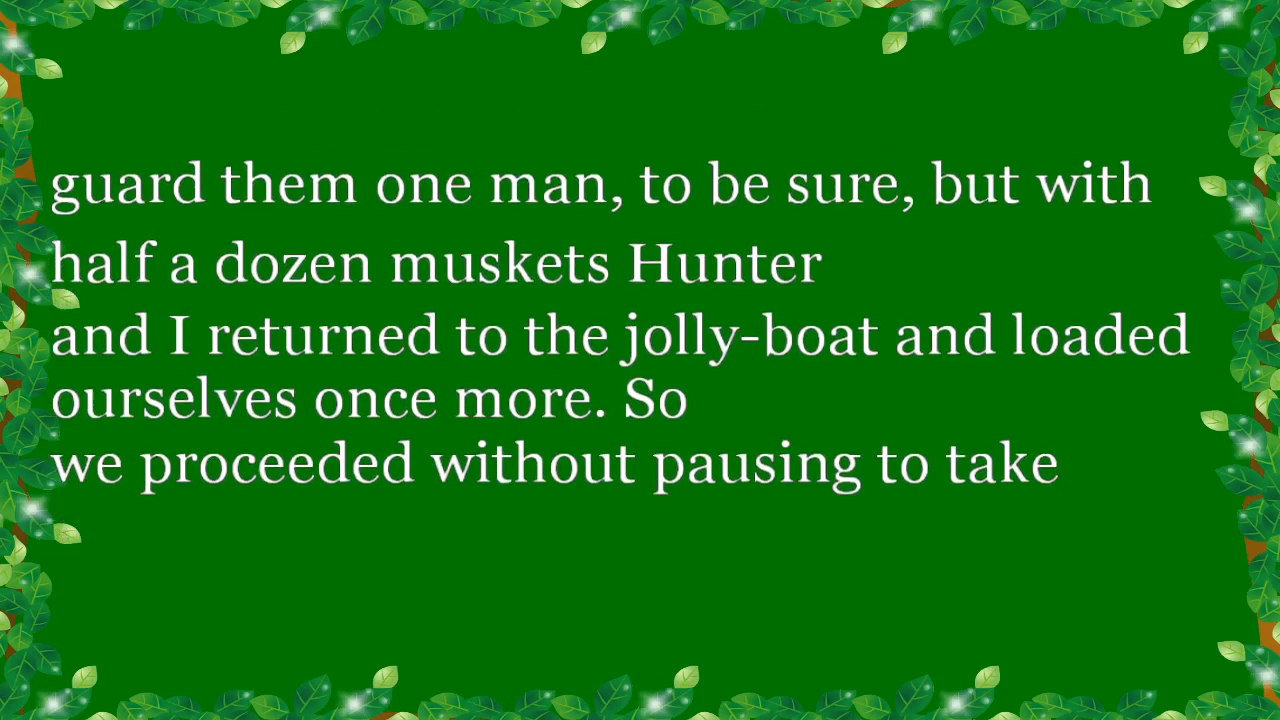 guard them one man, to be sure, but with
half a dozen muskets Hunter
and I returned to the jolly-boat and loaded
ourselves once more. So
we proceeded without pausing to take